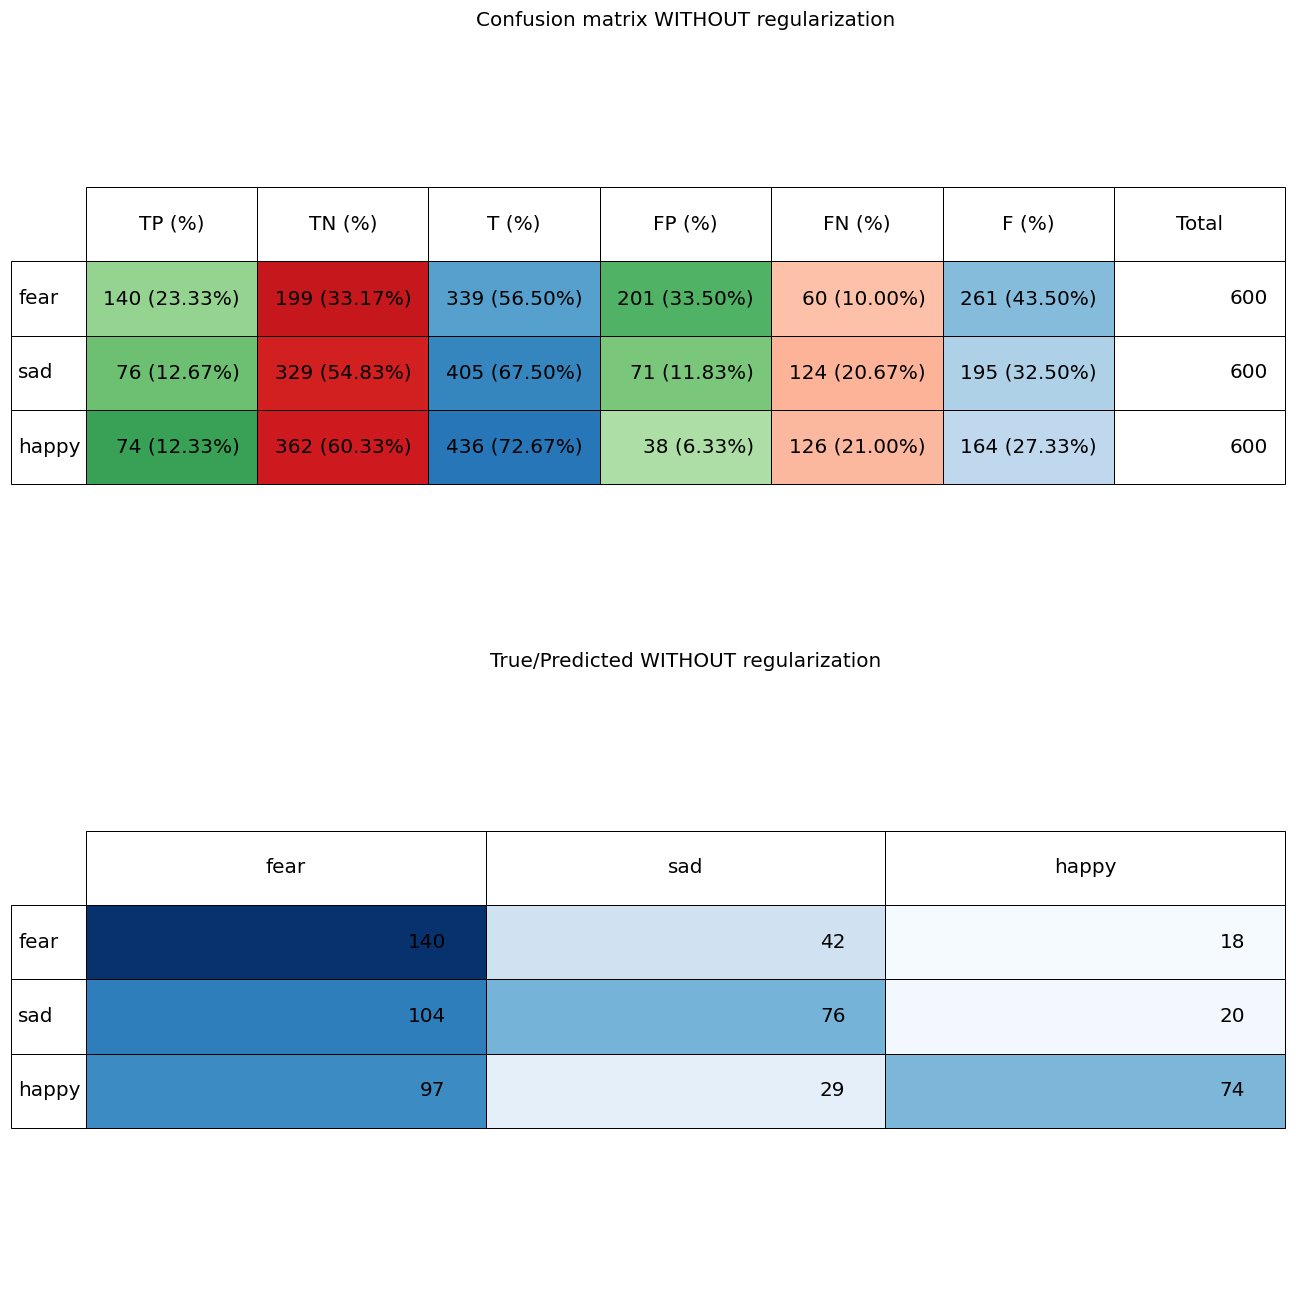 Confusion matrix WITHOUT regularization
TP (%) TN (%) T (%) FP (%) FN (%) F (%) Total
fear 140 (23.33%) 199 (33.17%) 339 (56.50%) 201 (33.50%) 60 (10.00%) 261 (43.50%) 600
sad 76 (12.67%) 329 (54.83%) 405 (67.50%) 71 (11.83%) 124 (20.67%) 195 (32.50%) 600
happy 74 (12.33%) 362 (60.33%) 436 (72.67%) 38 (6.33%) 126 (21.00%) 164 (27.33%) 600
True/Predicted WITHOUT regularization
fear sad happy
fear 140 42 18
sad 104 76 20
happy 97 29 74